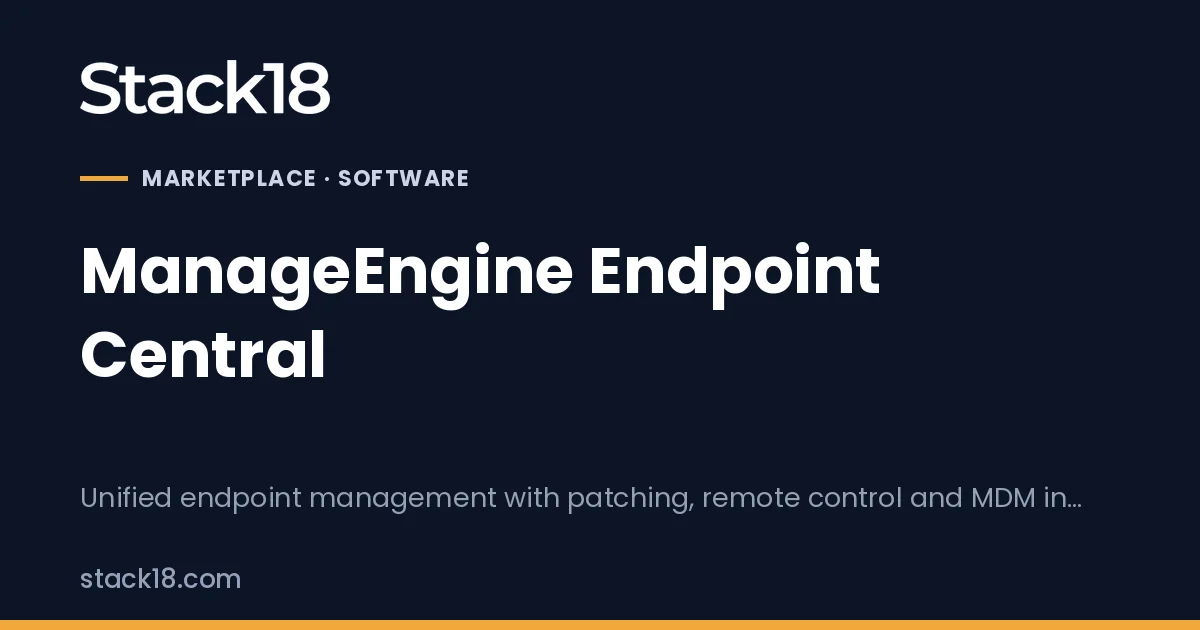 Stack18
MARKETPLACE · SOFTWARE
ManageEngine Endpoint
Central
Unified endpoint management with patching, remote control and MDM in...
stack18.com